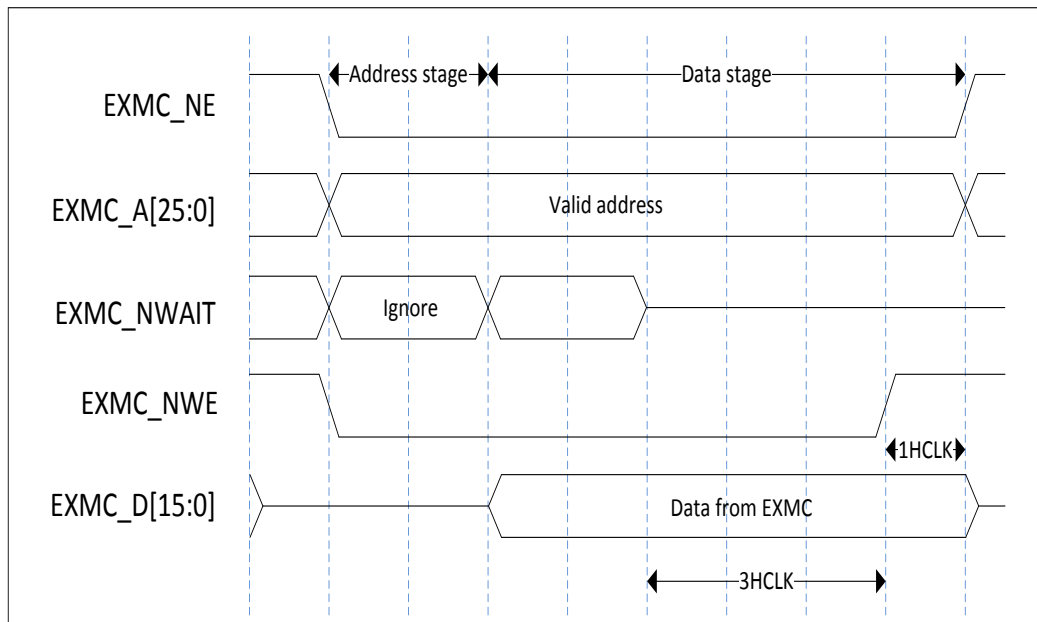 Address stage
Data stage
EXMC_NE
EXMC_A[25:0]
Valid address
EXMC_NWAIT
Ignore
EXMC_NWE
1HCLK
EXMC_D[15:0]
Data from EXMC
3HCLK